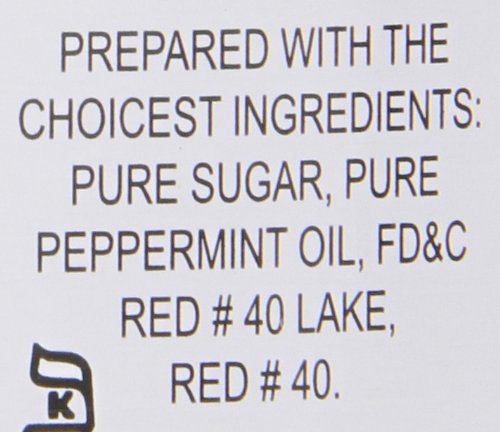 PREPARED WITH THE
CHOICEST INGREDIENTS:
PURE SUGAR, PURE
PEPPERMINT OIL, FD&C
RED # 40 LAKE,
RED # 40.
K